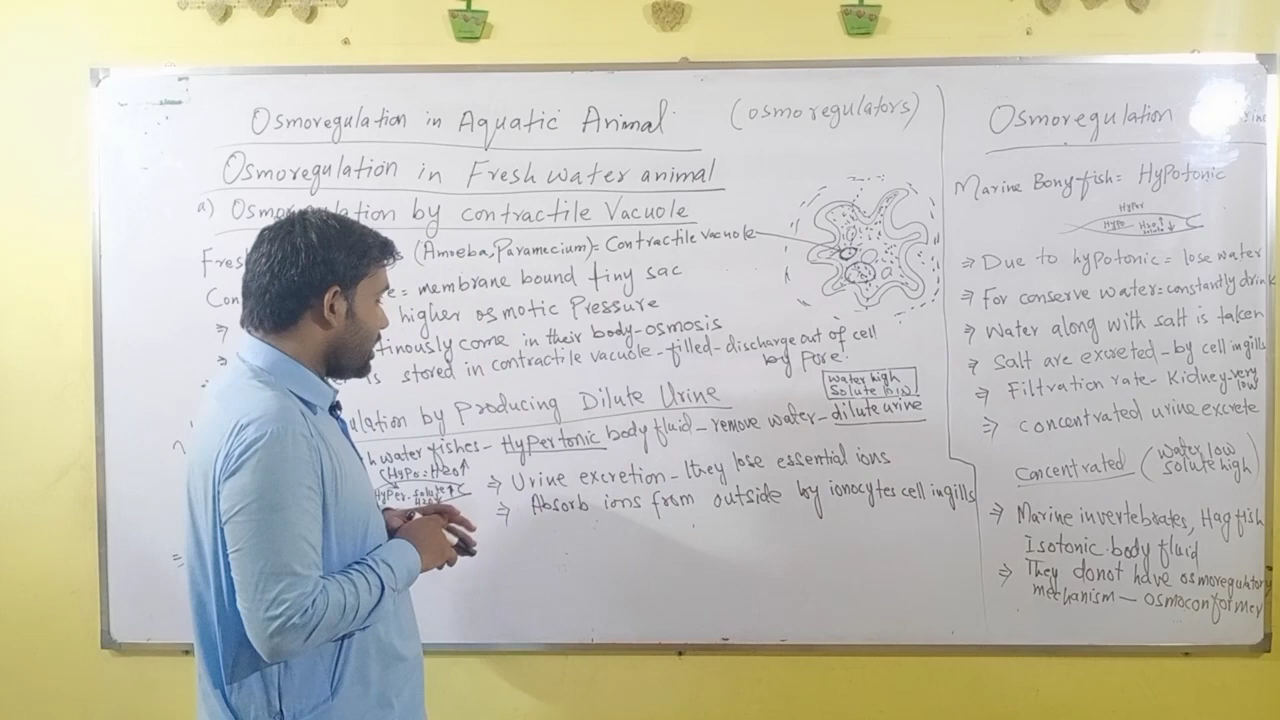 Osmoregulation in Aquatic Animal (osmoregulators)
Osmoregulation in Fresh water animal
a) Osmoregulation by contractile Vacuole
Fres (Amoeba, Paramecium)= Contractile vacuole
Con = membrane bound tiny sac
⇒ higher osmotic Pressure
tinously come in their body-osmosis
is stored in contractile vacuole-filled-discharge out of cell
by pore.
ulation by Producing Dilute Urine
water high
Solute low
h water fishes- Hypertonic body fluid- remove water- dilute urine
(Hypo: H2o↑
Hyper- solute↑
H2o↓
⇒ Urine excretion- they lose essential ions
⇒ Absorb ions from outside by ionocytes cell in gills
Osmoregulation
Marine Bony fish= Hypotonic
Hyper
Hypo H2o↑
solute↓
⇒ Due to hypotonic = lose water
⇒ For conserve water=constantly drink
⇒ Water along with salt is taken
⇒ Salt are excreted-by cell in gills
⇒ Filtration rate- Kidney-very low
⇒ concentrated urine excrete
Concentrated (water low
solute high)
⇒ Marine invertebrates, Hagfish
Isotonic body fluid
⇒ They donot have osmoregulatory
mechanism- osmoconformer